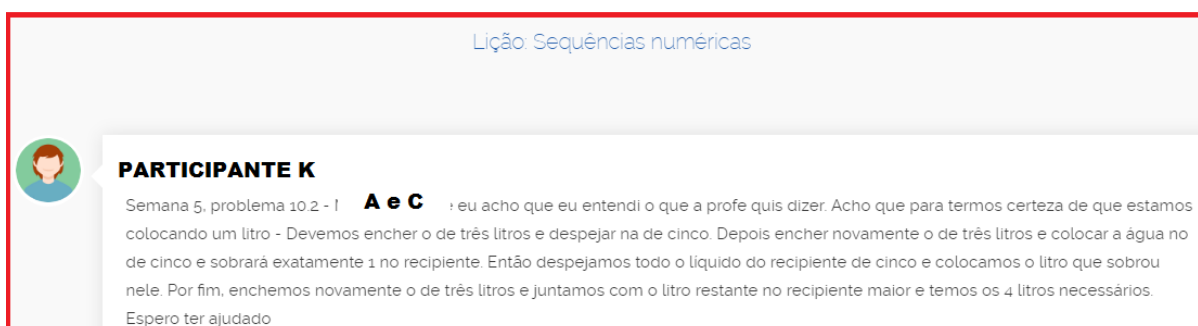 Lição: Sequências numéricas
PARTICIPANTE K
Semana 5, problema 10.2 - A e C eu acho que eu entendi o que a profe quis dizer. Acho que para termos certeza de que estamos
colocando um litro - Devemos encher o de três litros e despejar na de cinco. Depois encher novamente o de três litros e colocar a água no
de cinco e sobrará exatamente 1 no recipiente. Então despejamos todo o líquido do recipiente de cinco e colocamos o litro que sobrou
nele. Por fim, enchemos novamente o de três litros e juntamos com o litro restante no recipiente maior e temos os 4 litros necessários.
Espero ter ajudado